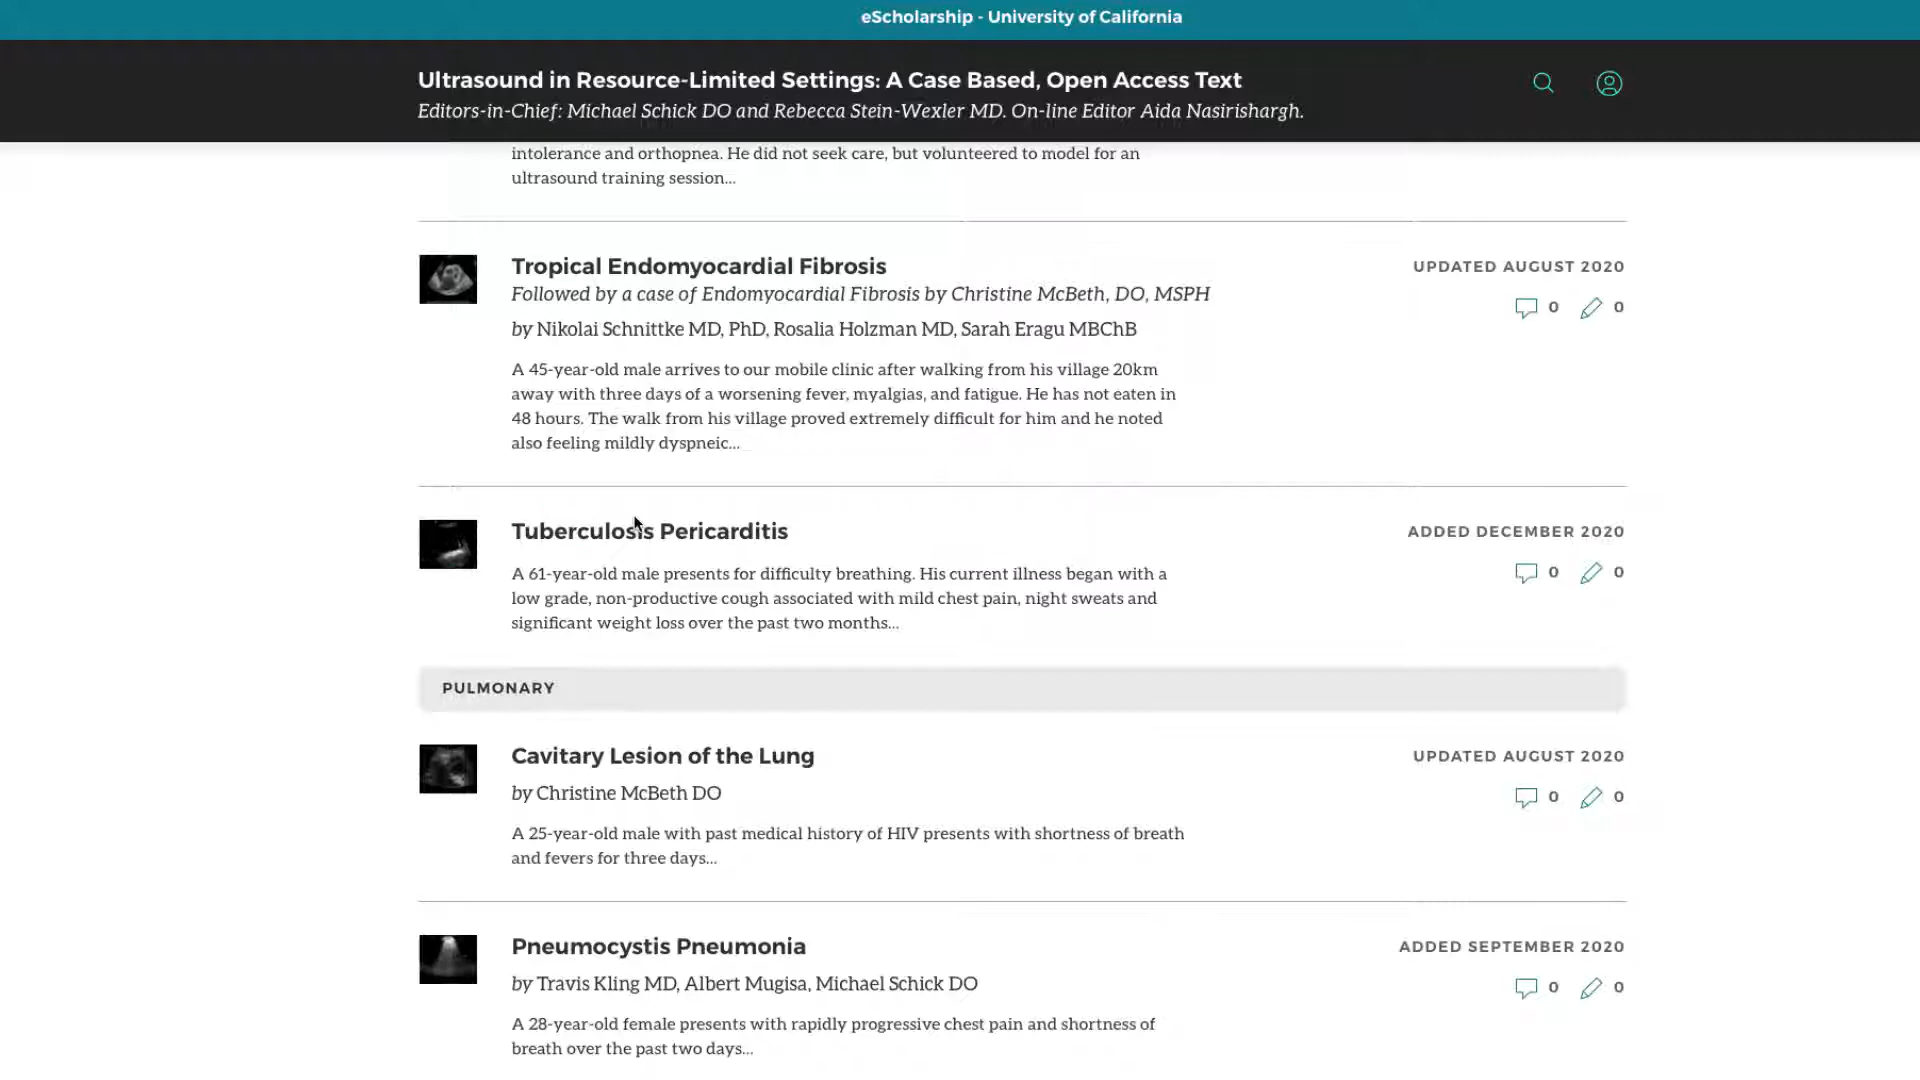 eScholarship - University of California
Ultrasound in Resource-Limited Settings: A Case Based, Open Access Text
Editors-in-Chief: Michael Schick DO and Rebecca Stein-Wexler MD. On-line Editor Aida Nasirishargh.
intolerance and orthopnea. He did not seek care, but volunteered to model for an
ultrasound training session...
Tropical Endomyocardial Fibrosis
UPDATED AUGUST 2020
Followed by a case of Endomyocardial Fibrosis by Christine McBeth, DO, MSPH
0 0
by Nikolai Schnittke MD, PhD, Rosalia Holzman MD, Sarah Eragu MBChB
A 45-year-old male arrives to our mobile clinic after walking from his village 20km
away with three days of a worsening fever, myalgias, and fatigue. He has not eaten in
48 hours. The walk from his village proved extremely difficult for him and he noted
also feeling mildly dyspneic...
Tuberculosis Pericarditis
ADDED DECEMBER 2020
0 0
A 61-year-old male presents for difficulty breathing. His current illness began with a
low grade, non-productive cough associated with mild chest pain, night sweats and
significant weight loss over the past two months...
PULMONARY
Cavitary Lesion of the Lung
UPDATED AUGUST 2020
by Christine McBeth DO
0 0
A 25-year-old male with past medical history of HIV presents with shortness of breath
and fevers for three days...
Pneumocystis Pneumonia
ADDED SEPTEMBER 2020
by Travis Kling MD, Albert Mugisa, Michael Schick DO
0 0
A 28-year-old female presents with rapidly progressive chest pain and shortness of
breath over the past two days...